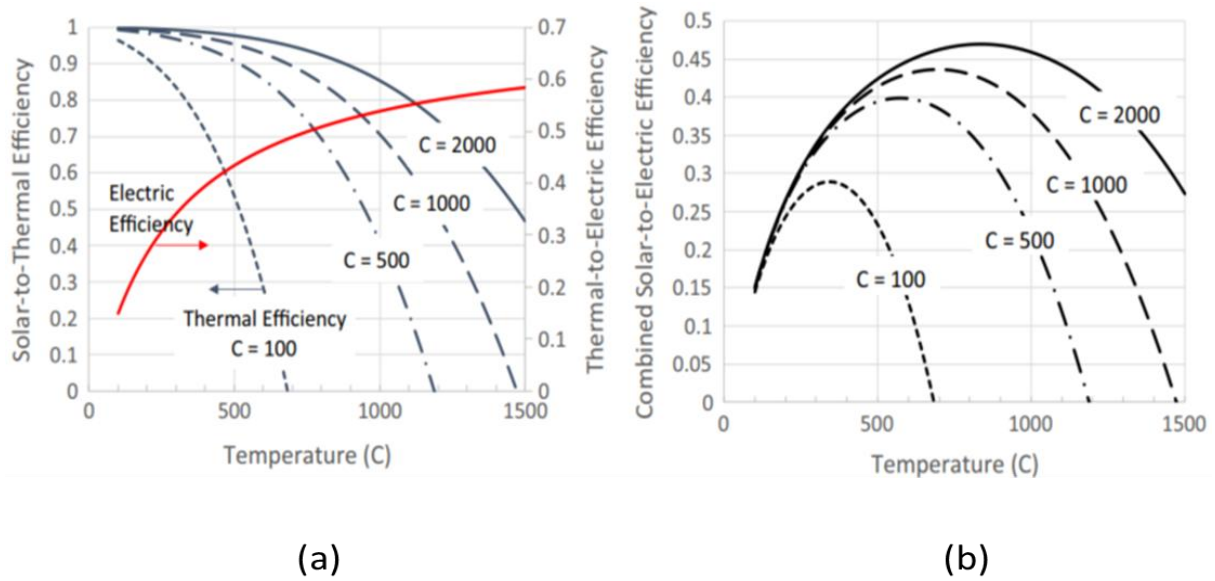 Solar-to-Thermal Efficiency
1
0.9
0.8
0.7
0.6
0.5
0.4
0.3
0.2
0.1
0
0 500 1000 1500
Temperature (C)
0.7
0.6
0.5
0.4
0.3
0.2
0.1
0
Thermal-to-Electric Efficiency
Electric
Efficiency
Thermal Efficiency
C = 100
C = 500
C = 1000
C = 2000
(a)
Combined Solar-to-Electric Efficiency
0.5
0.45
0.4
0.35
0.3
0.25
0.2
0.15
0.1
0.05
0
0 500 1000 1500
Temperature (C)
C = 2000
C = 1000
C = 500
C = 100
(b)